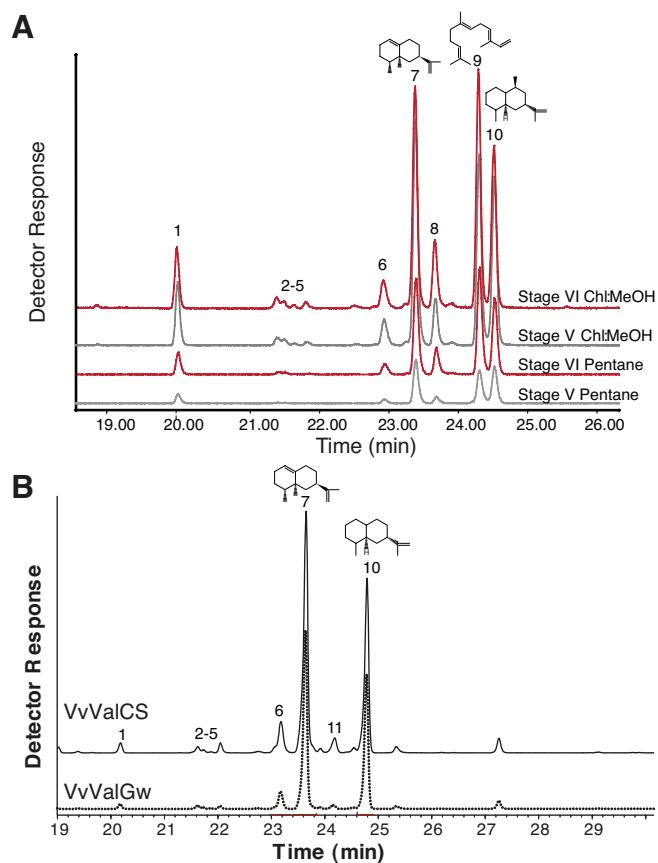 A
7
9
10
1
2-5
6
8
H
Detector Response
Stage VI Chl:MeOH
Stage V Chl:MeOH
Stage VI Pentane
Stage V Pentane
19.00 20.00 21.00 22.00 23.00 24.00 25.00 26.00
Time (min)
B
7
10
H
Detector Response
VvValCS
1
2-5
6
11
VvValGw
19 20 21 22 23 24 25 26 27 28 29
Time (min)